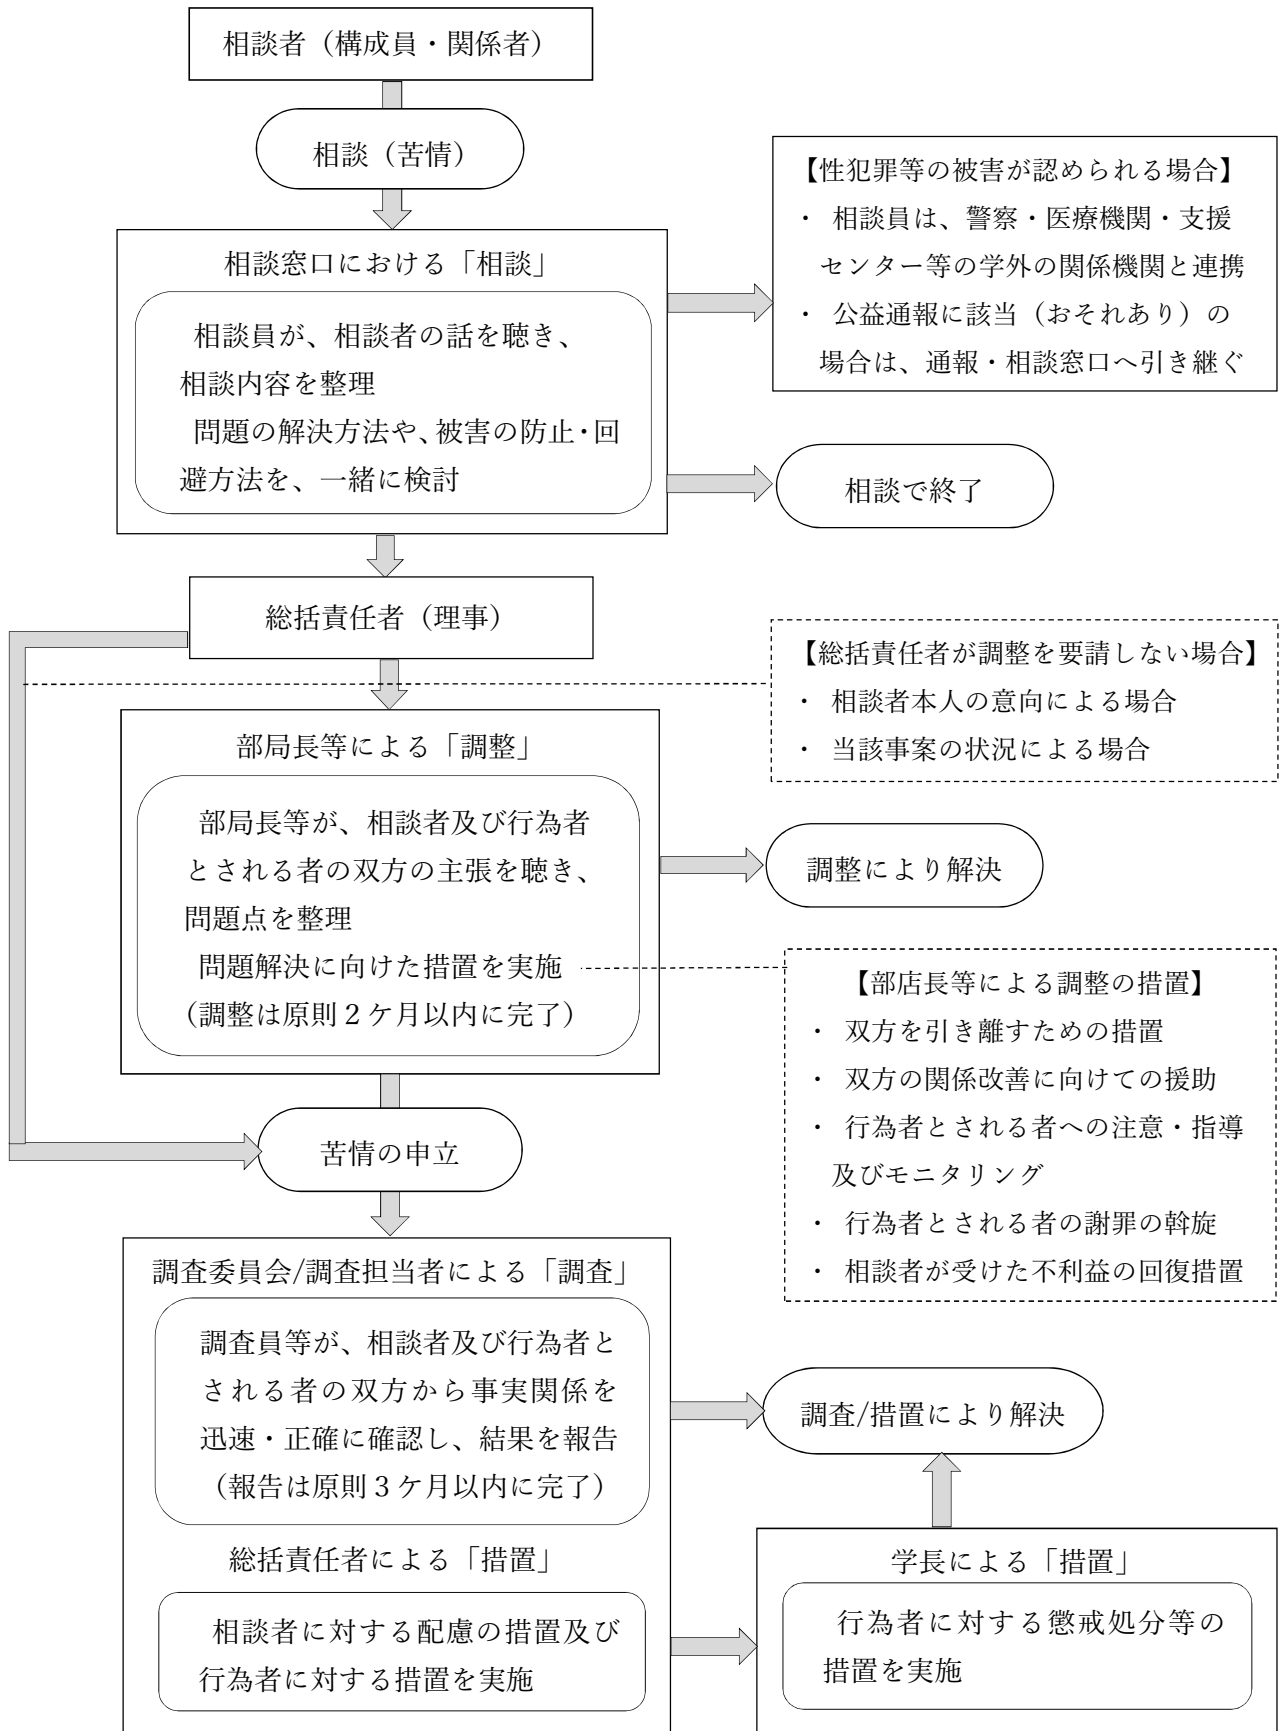 相談者（構成員・関係者）
相談（苦情）
相談窓口における「相談」
相談員が、相談者の話を聴き、
相談内容を整理
問題の解決方法や、被害の防止・回
避方法を、一緒に検討
【性犯罪等の被害が認められる場合】
・ 相談員は、警察・医療機関・支援
センター等の学外の関係機関と連携
・ 公益通報に該当（おそれあり）の
場合は、通報・相談窓口へ引き継ぐ
相談で終了
総括責任者（理事）
【総括責任者が調整を要請しない場合】
・ 相談者本人の意向による場合
・ 当該事案の状況による場合
部局長等による「調整」
部局長等が、相談者及び行為者
とされる者の双方の主張を聴き、
問題点を整理
問題解決に向けた措置を実施
（調整は原則２ケ月以内に完了）
調整により解決
【部店長等による調整の措置】
・ 双方を引き離すための措置
・ 双方の関係改善に向けての援助
・ 行為者とされる者への注意・指導
及びモニタリング
・ 行為者とされる者の謝罪の斡旋
・ 相談者が受けた不利益の回復措置
苦情の申立
調査委員会/調査担当者による「調査」
調査員等が、相談者及び行為者と
される者の双方から事実関係を
迅速・正確に確認し、結果を報告
（報告は原則３ケ月以内に完了）
調査/措置により解決
総括責任者による「措置」
相談者に対する配慮の措置及び
行為者に対する措置を実施
学長による「措置」
行為者に対する懲戒処分等の
措置を実施